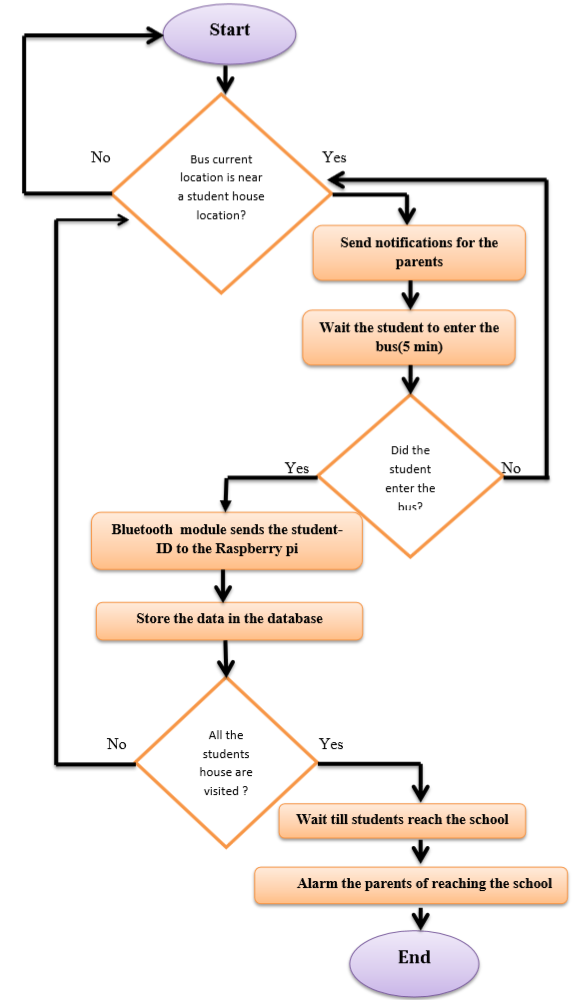 Start
No
Yes
Bus current
location is near
a student house
location?
Send notifications for the
parents
Wait the student to enter the
bus(5 min)
Did the
student
enter the
bus?
Yes
No
Bluetooth  module sends the student-
ID to the Raspberry pi
Store the data in the database
All the
students
house are
visited ?
No
Yes
Wait till students reach the school
Alarm the parents of reaching the school
End